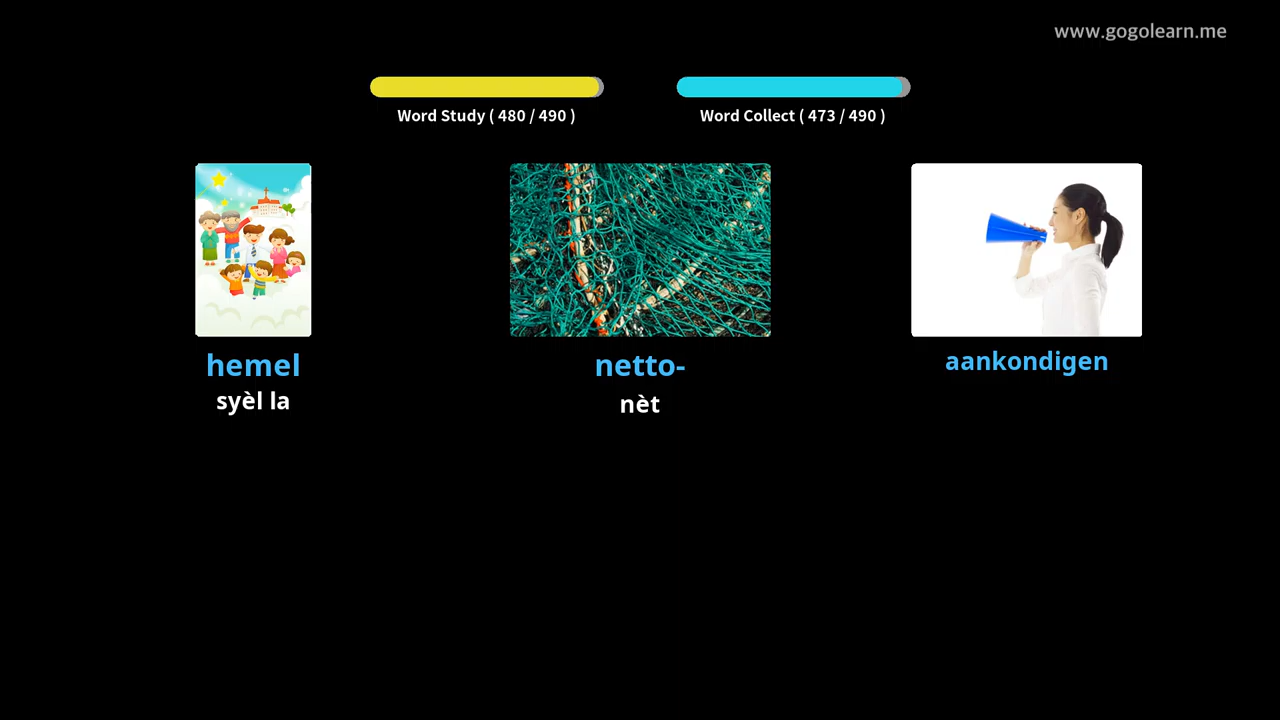 www.gogolearn.me
Word Study ( 480 / 490 )
Word Collect ( 473 / 490 )
hemel
syèl la
netto-
nèt
aankondigen